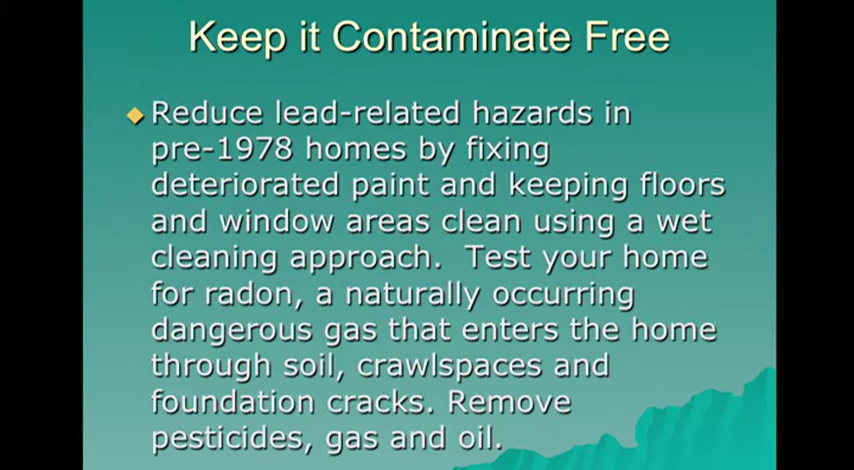 Keep it Contaminate Free
Reduce lead-related hazards in
pre-1978 homes by fixing
deteriorated paint and keeping floors
and window areas clean using a wet
cleaning approach.  Test your home
for radon, a naturally occurring
dangerous gas that enters the home
through soil, crawlspaces and
foundation cracks. Remove
pesticides, gas and oil.